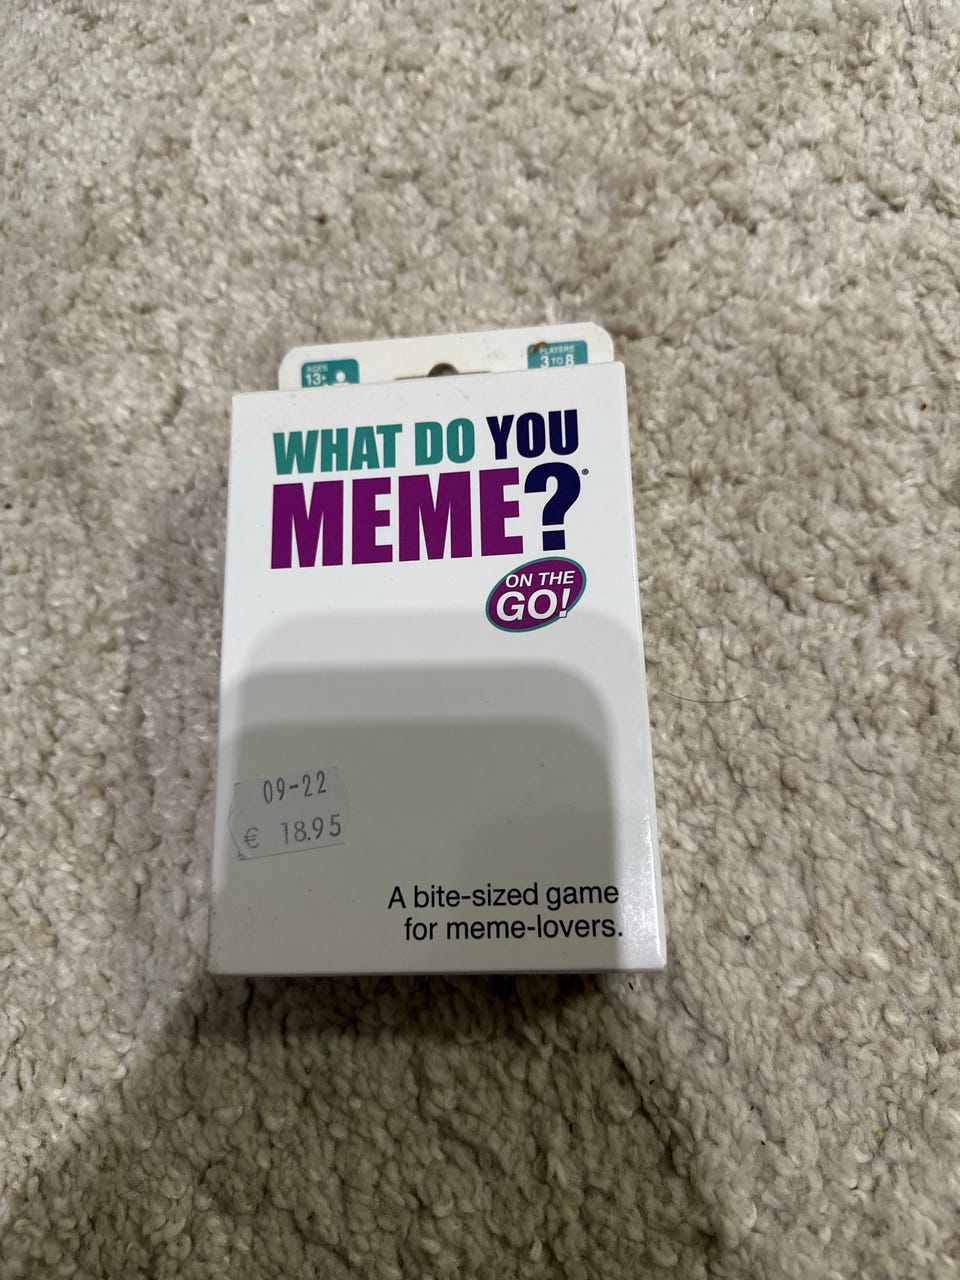 AGES
13+
PLAYERS
3 TO 8
WHAT DO YOU
MEME?®
ON THE
GO!
09-22
€ 18.95
A bite-sized game
for meme-lovers.